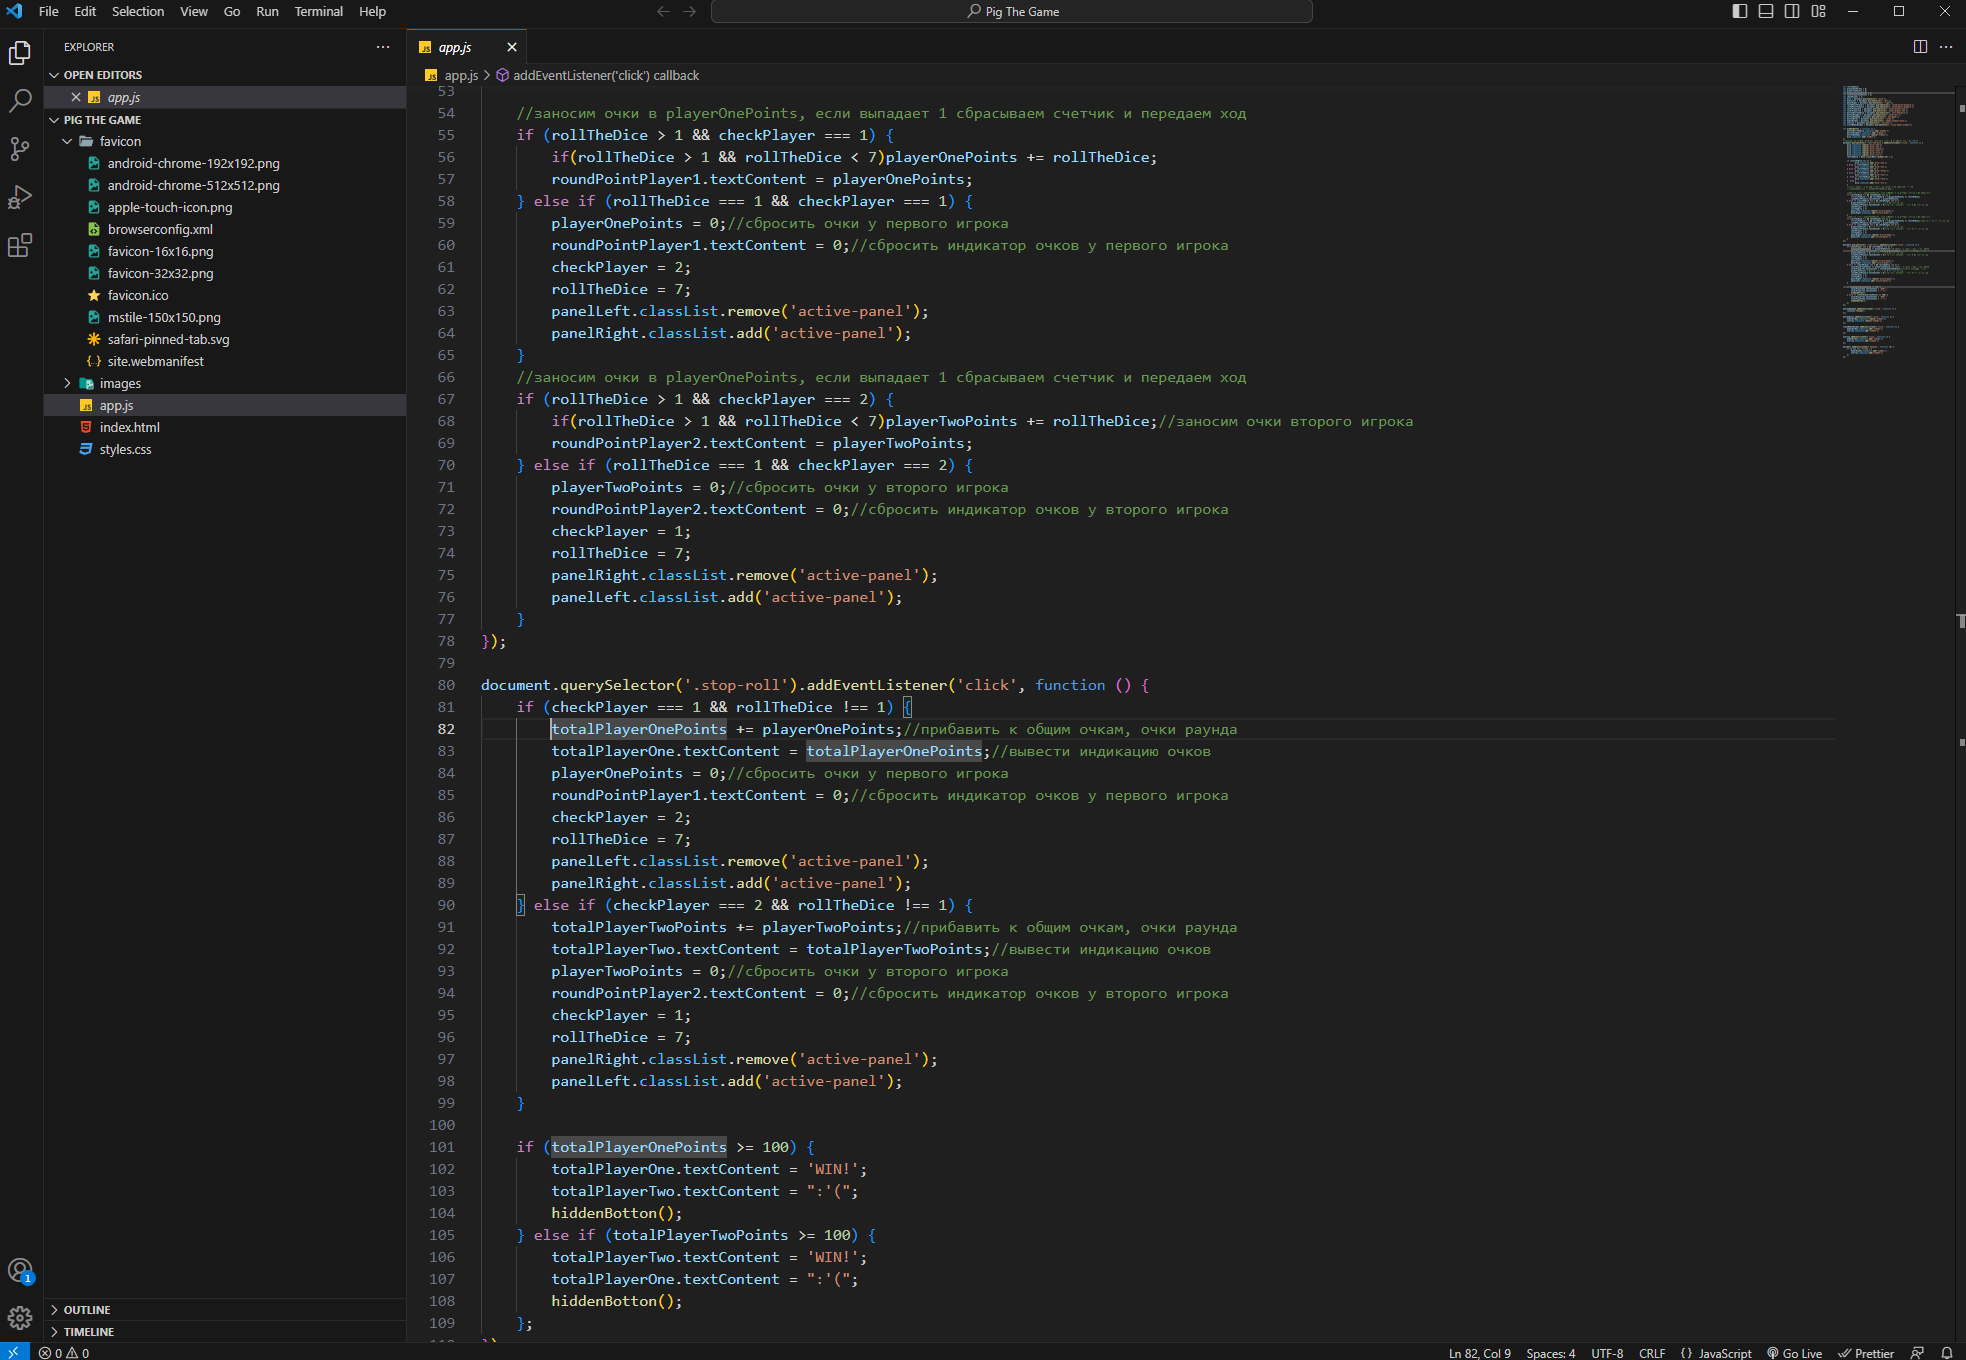 File Edit Selection View Go Run Terminal Help
Pig The Game
EXPLORER
OPEN EDITORS
app.js
PIG THE GAME
favicon
android-chrome-192x192.png
android-chrome-512x512.png
apple-touch-icon.png
browserconfig.xml
favicon-16x16.png
favicon-32x32.png
favicon.ico
mstile-150x150.png
safari-pinned-tab.svg
site.webmanifest
images
app.js
index.html
styles.css
OUTLINE
TIMELINE
app.js
app.js > addEventListener('click') callback
53
54 //заносим очки в playerOnePoints, если выпадает 1 сбрасываем счетчик и передаем ход
55 if (rollTheDice > 1 && checkPlayer === 1) {
56 if(rollTheDice > 1 && rollTheDice < 7)playerOnePoints += rollTheDice;
57 roundPointPlayer1.textContent = playerOnePoints;
58 } else if (rollTheDice === 1 && checkPlayer === 1) {
59 playerOnePoints = 0;//сбросить очки у первого игрока
60 roundPointPlayer1.textContent = 0;//сбросить индикатор очков у первого игрока
61 checkPlayer = 2;
62 rollTheDice = 7;
63 panelLeft.classList.remove('active-panel');
64 panelRight.classList.add('active-panel');
65 }
66 //заносим очки в playerOnePoints, если выпадает 1 сбрасываем счетчик и передаем ход
67 if (rollTheDice > 1 && checkPlayer === 2) {
68 if(rollTheDice > 1 && rollTheDice < 7)playerTwoPoints += rollTheDice;//заносим очки второго игрока
69 roundPointPlayer2.textContent = playerTwoPoints;
70 } else if (rollTheDice === 1 && checkPlayer === 2) {
71 playerTwoPoints = 0;//сбросить очки у второго игрока
72 roundPointPlayer2.textContent = 0;//сбросить индикатор очков у второго игрока
73 checkPlayer = 1;
74 rollTheDice = 7;
75 panelRight.classList.remove('active-panel');
76 panelLeft.classList.add('active-panel');
77 }
78 });
79
80 document.querySelector('.stop-roll').addEventListener('click', function () {
81 if (checkPlayer === 1 && rollTheDice !== 1) {
82 totalPlayerOnePoints += playerOnePoints;//прибавить к общим очкам, очки раунда
83 totalPlayerOne.textContent = totalPlayerOnePoints;//вывести индикацию очков
84 playerOnePoints = 0;//сбросить очки у первого игрока
85 roundPointPlayer1.textContent = 0;//сбросить индикатор очков у первого игрока
86 checkPlayer = 2;
87 rollTheDice = 7;
88 panelLeft.classList.remove('active-panel');
89 panelRight.classList.add('active-panel');
90 } else if (checkPlayer === 2 && rollTheDice !== 1) {
91 totalPlayerTwoPoints += playerTwoPoints;//прибавить к общим очкам, очки раунда
92 totalPlayerTwo.textContent = totalPlayerTwoPoints;//вывести индикацию очков
93 playerTwoPoints = 0;//сбросить очки у второго игрока
94 roundPointPlayer2.textContent = 0;//сбросить индикатор очков у второго игрока
95 checkPlayer = 1;
96 rollTheDice = 7;
97 panelRight.classList.remove('active-panel');
98 panelLeft.classList.add('active-panel');
99 }
100
101 if (totalPlayerOnePoints >= 100) {
102 totalPlayerOne.textContent = 'WIN!';
103 totalPlayerTwo.textContent = ":'(";
104 hiddenBotton();
105 } else if (totalPlayerTwoPoints >= 100) {
106 totalPlayerTwo.textContent = 'WIN!';
107 totalPlayerOne.textContent = ":'(";
108 hiddenBotton();
109 };
1
0 0 Ln 82, Col 9 Spaces: 4 UTF-8 CRLF {} JavaScript Go Live Prettier